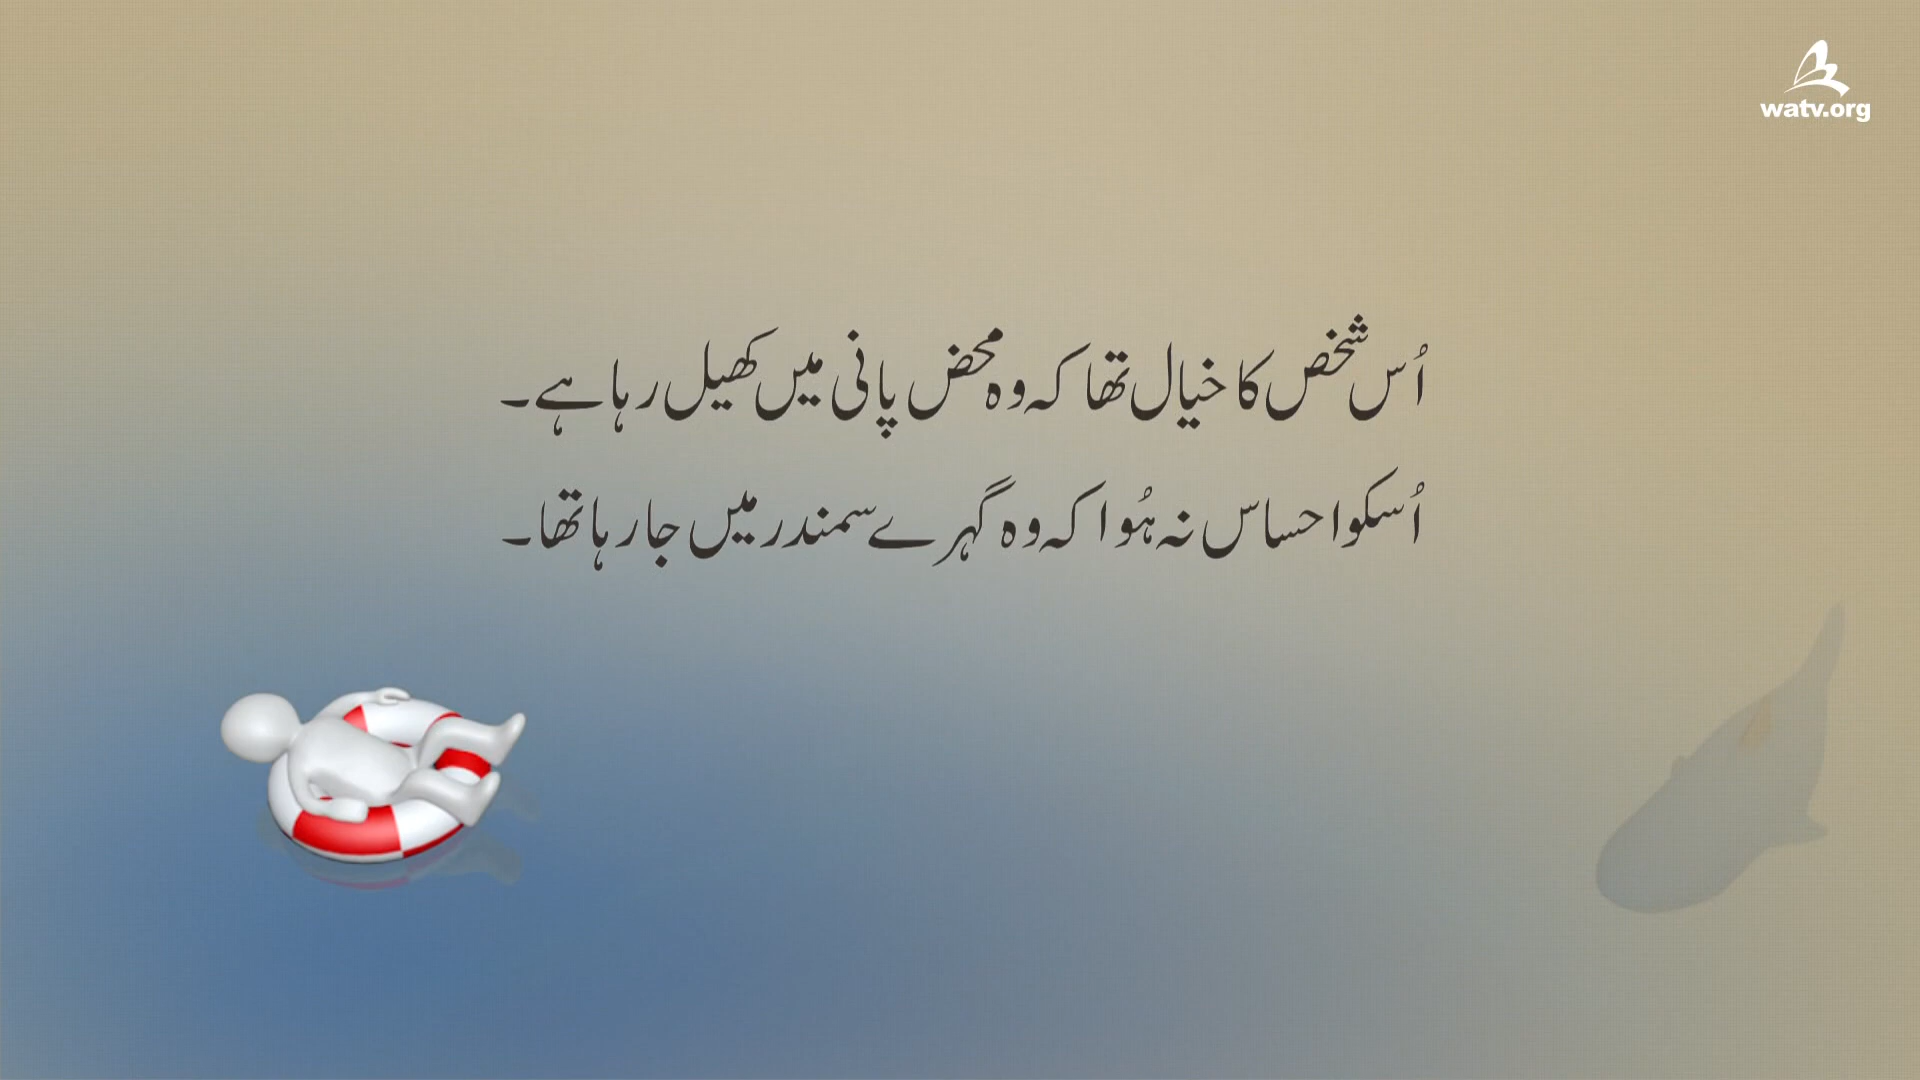 watv.org
اُس شخص کا خیال تھا کہ وہ محض پانی میں کھیل رہا ہے۔
اُسکو احساس نہ ہُوا کہ وہ گہرے سمندر میں جا رہا تھا۔